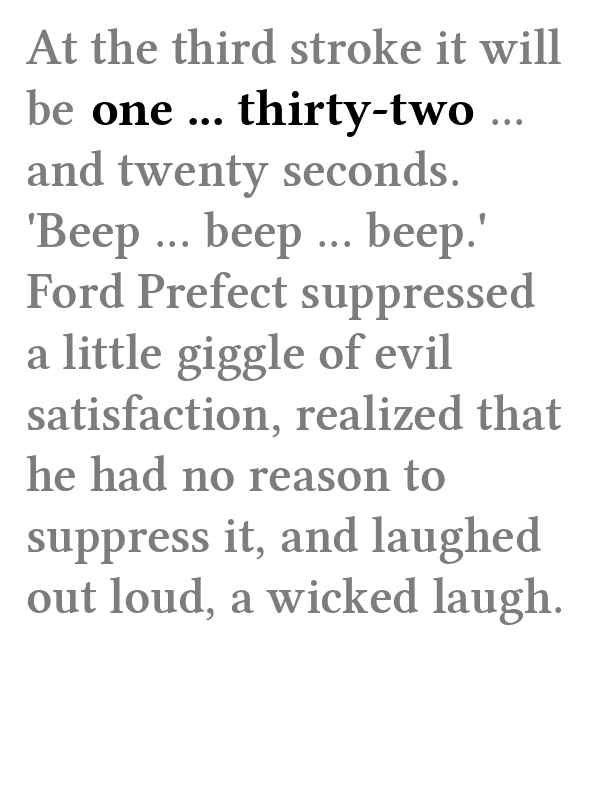 At the third stroke it will
be one ... thirty-two ...
and twenty seconds.
'Beep ... beep ... beep.'
Ford Prefect suppressed
a little giggle of evil
satisfaction, realized that
he had no reason to
suppress it, and laughed
out loud, a wicked laugh.